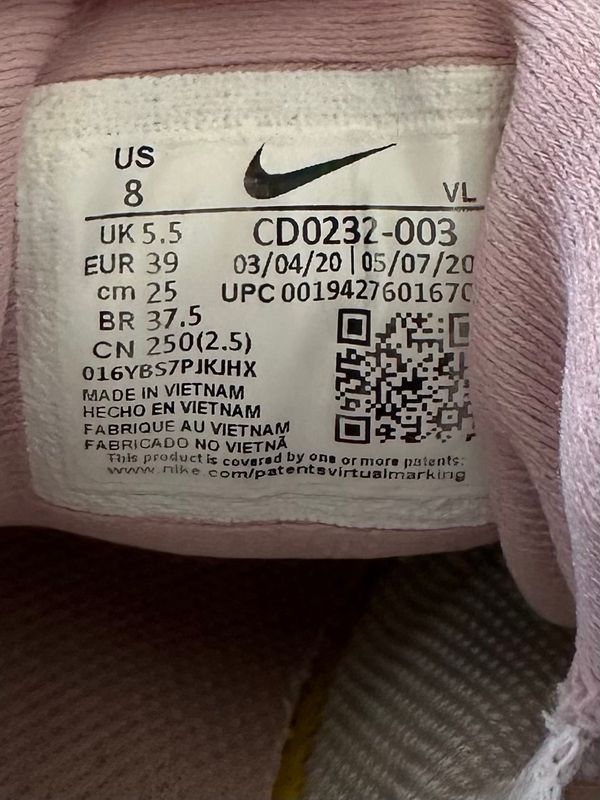 US
8
VL
UK 5.5
CD0232-003
EUR 39
03/04/20 | 05/07/20
cm 25
UPC 0019427601670
BR 37.5
CN 250(2.5)
016YBS7PJKJHX
MADE IN VIETNAM
HECHO EN VIETNAM
FABRIQUE AU VIETNAM
FABRICADO NO VIETNÃ
This product is covered by one or more patents:
www.nike.com/patentsvirtualmarking